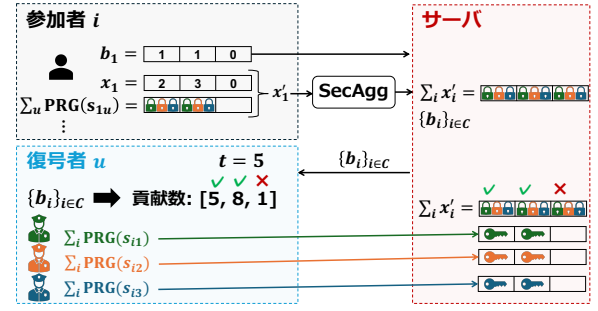 参加者 i
b₁ = 1 1 0
x₁ = 2 3 0
∑ᵤ PRG(s₁ᵤ) =
⋮
x′₁
SecAgg
サーバ
∑ᵢ x′ᵢ =
{bᵢ}ᵢ∈C
{bᵢ}ᵢ∈C
復号者 u
t = 5
{bᵢ}ᵢ∈C 貢献数: [5, 8, 1]
∑ᵢ x′ᵢ =
∑ᵢ PRG(sᵢ₁)
∑ᵢ PRG(sᵢ₂)
∑ᵢ PRG(sᵢ₃)